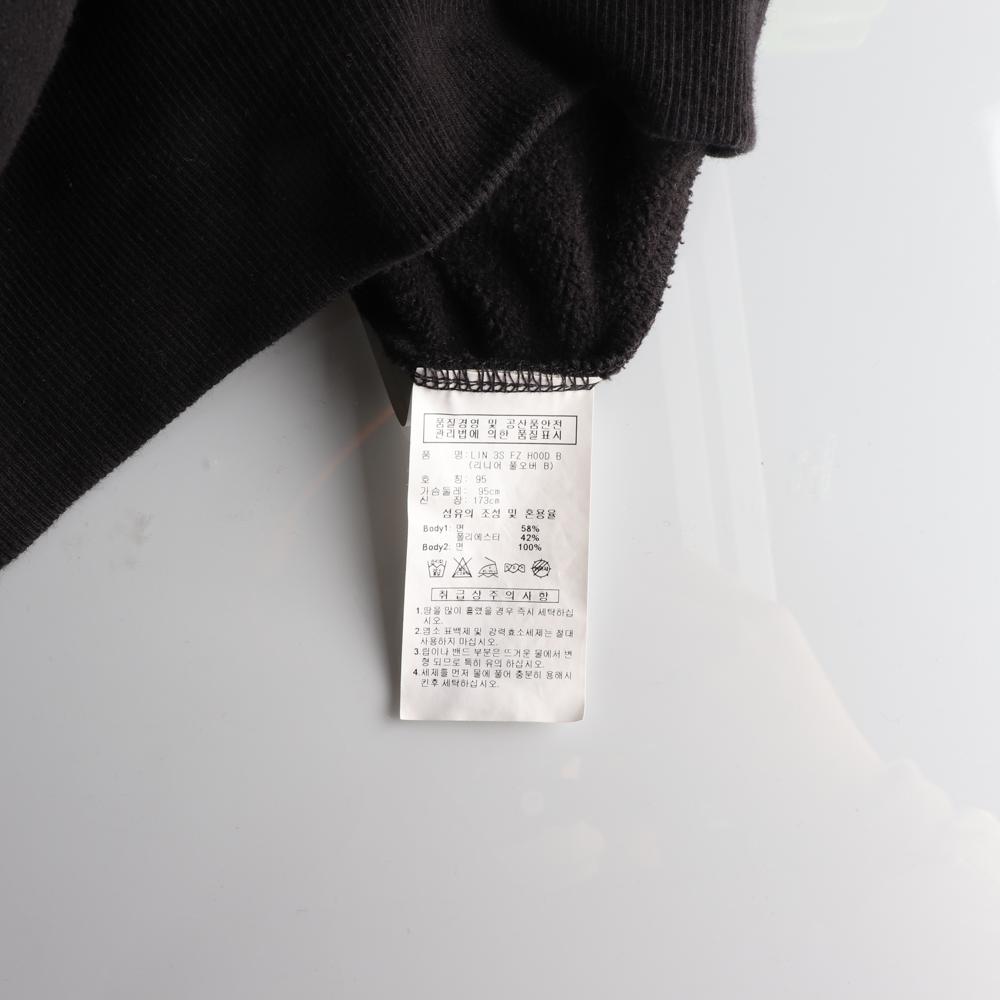 품질경영 및 공산품안전
관리법에 의한 품질표시
품 명:LIN 3S FZ HOOD B
(리니어 풀오버 B)
호 칭: 95
가슴둘레: 95cm
신 장: 173cm
섬유의 조성 및 혼용율
Body1: 면 58%
폴리에스터 42%
Body2: 면 100%
취급상주의사항
1.땀을 많이 흘렸을 경우 즉시 세탁하십
시오.
2.염소 표백제 및 강력효소세제는 절대
사용하지 마십시오.
3.립이나 밴드 부분은 뜨거운 물에서 변
형 되므로 특히 유의 하십시오.
4.세제를 먼저 물에 풀어 충분히 용해시
킨후 세탁하십시오.